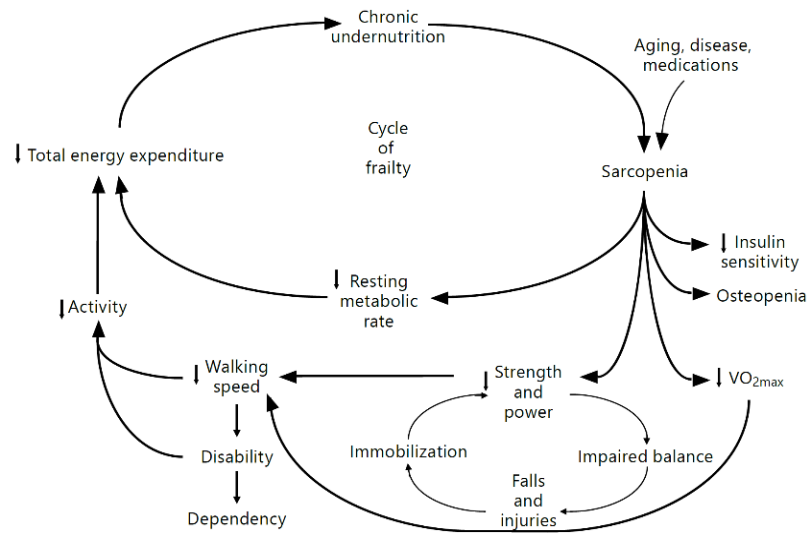 Chronic
undernutrition
Aging, disease,
medications
Cycle
of
frailty
↓ Total energy expenditure
Sarcopenia
↓ Insulin
sensitivity
↓ Resting
metabolic
rate
Osteopenia
↓ Activity
↓ Walking
speed
↓ Strength
and
power
↓ VO₂max
Immobilization
Impaired balance
Disability
Falls
and
injuries
Dependency